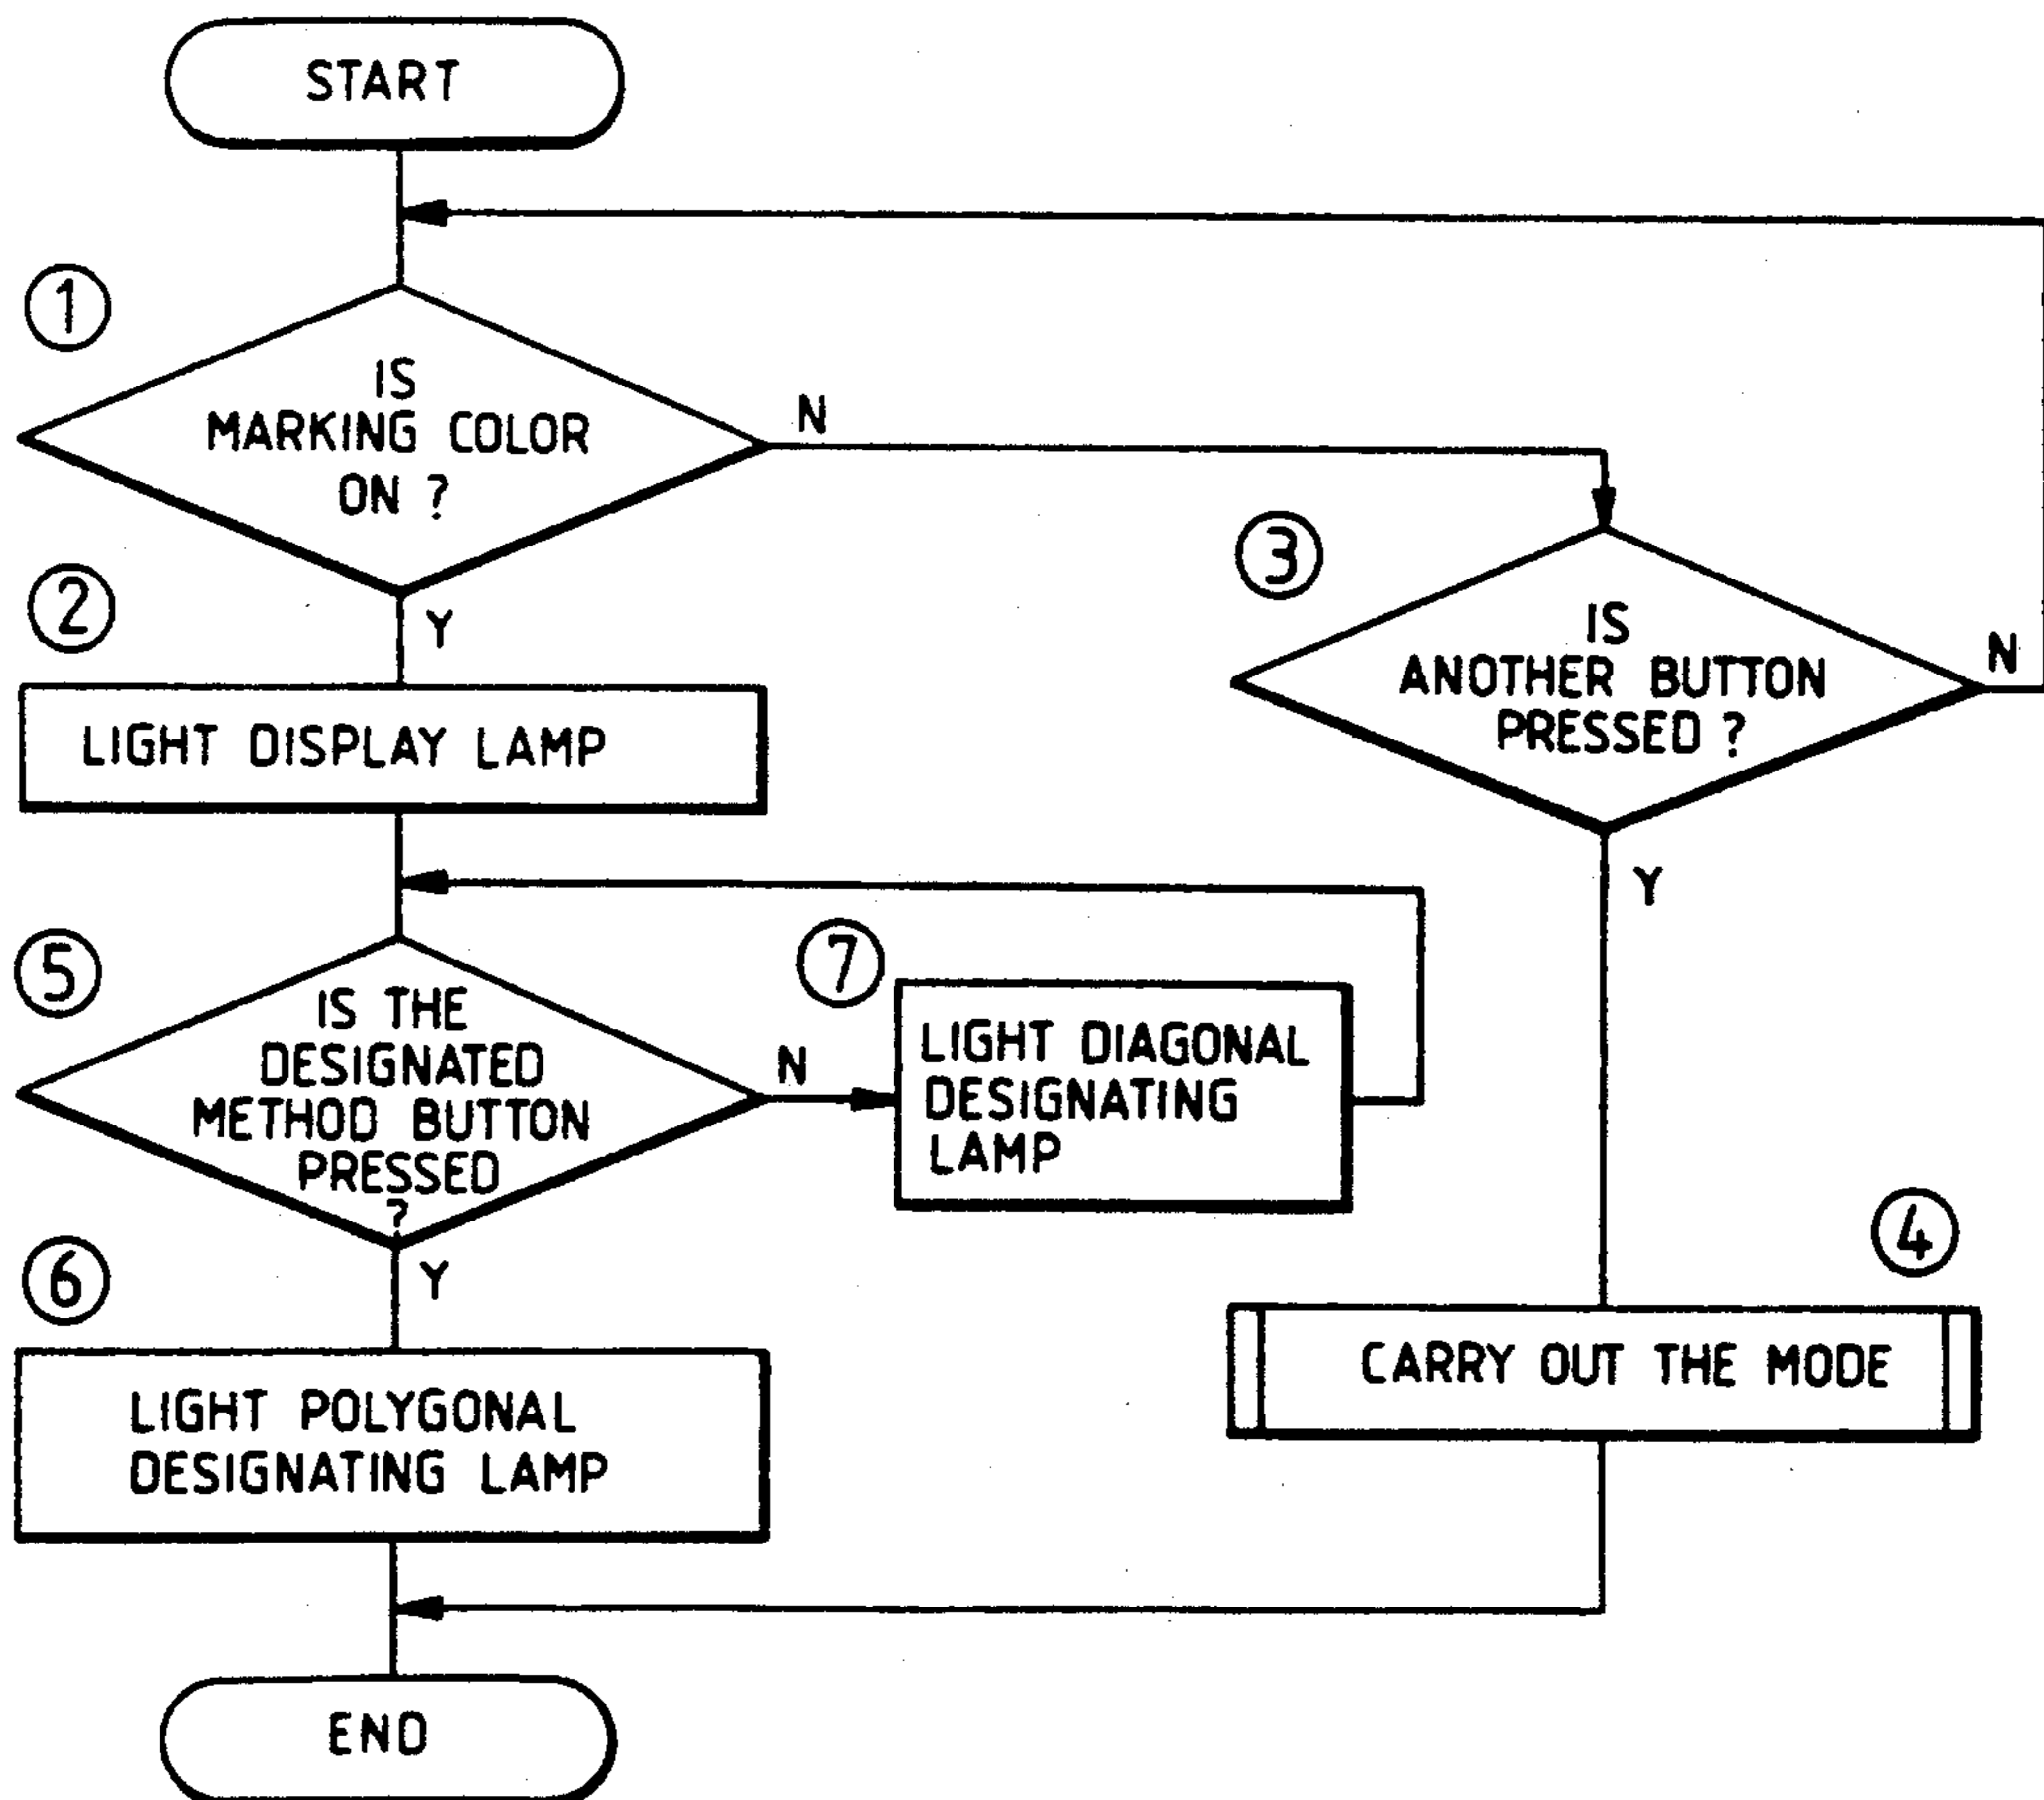 START
1
IS
MARKING COLOR
ON ?
N
2
Y
LIGHT DISPLAY LAMP
3
IS
ANOTHER BUTTON
PRESSED ?
N
Y
5
IS THE
DESIGNATED
METHOD BUTTON
PRESSED
?
N
7
LIGHT DIAGONAL
DESIGNATING
LAMP
6
Y
LIGHT POLYGONAL
DESIGNATING LAMP
4
CARRY OUT THE MODE
END